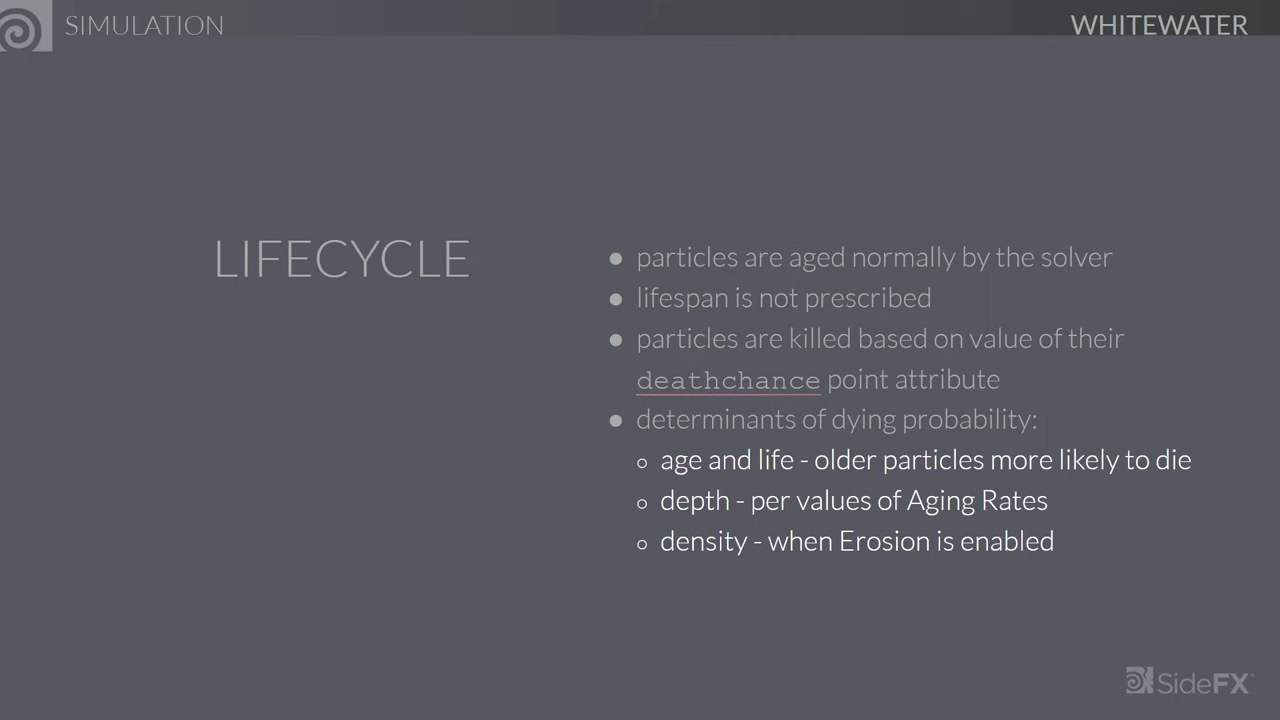 SIMULATION
WHITEWATER
LIFECYCLE
● particles are aged normally by the solver
● lifespan is not prescribed
● particles are killed based on value of their
deathchance point attribute
● determinants of dying probability:
○ age and life - older particles more likely to die
○ depth - per values of Aging Rates
○ density - when Erosion is enabled
SideFX